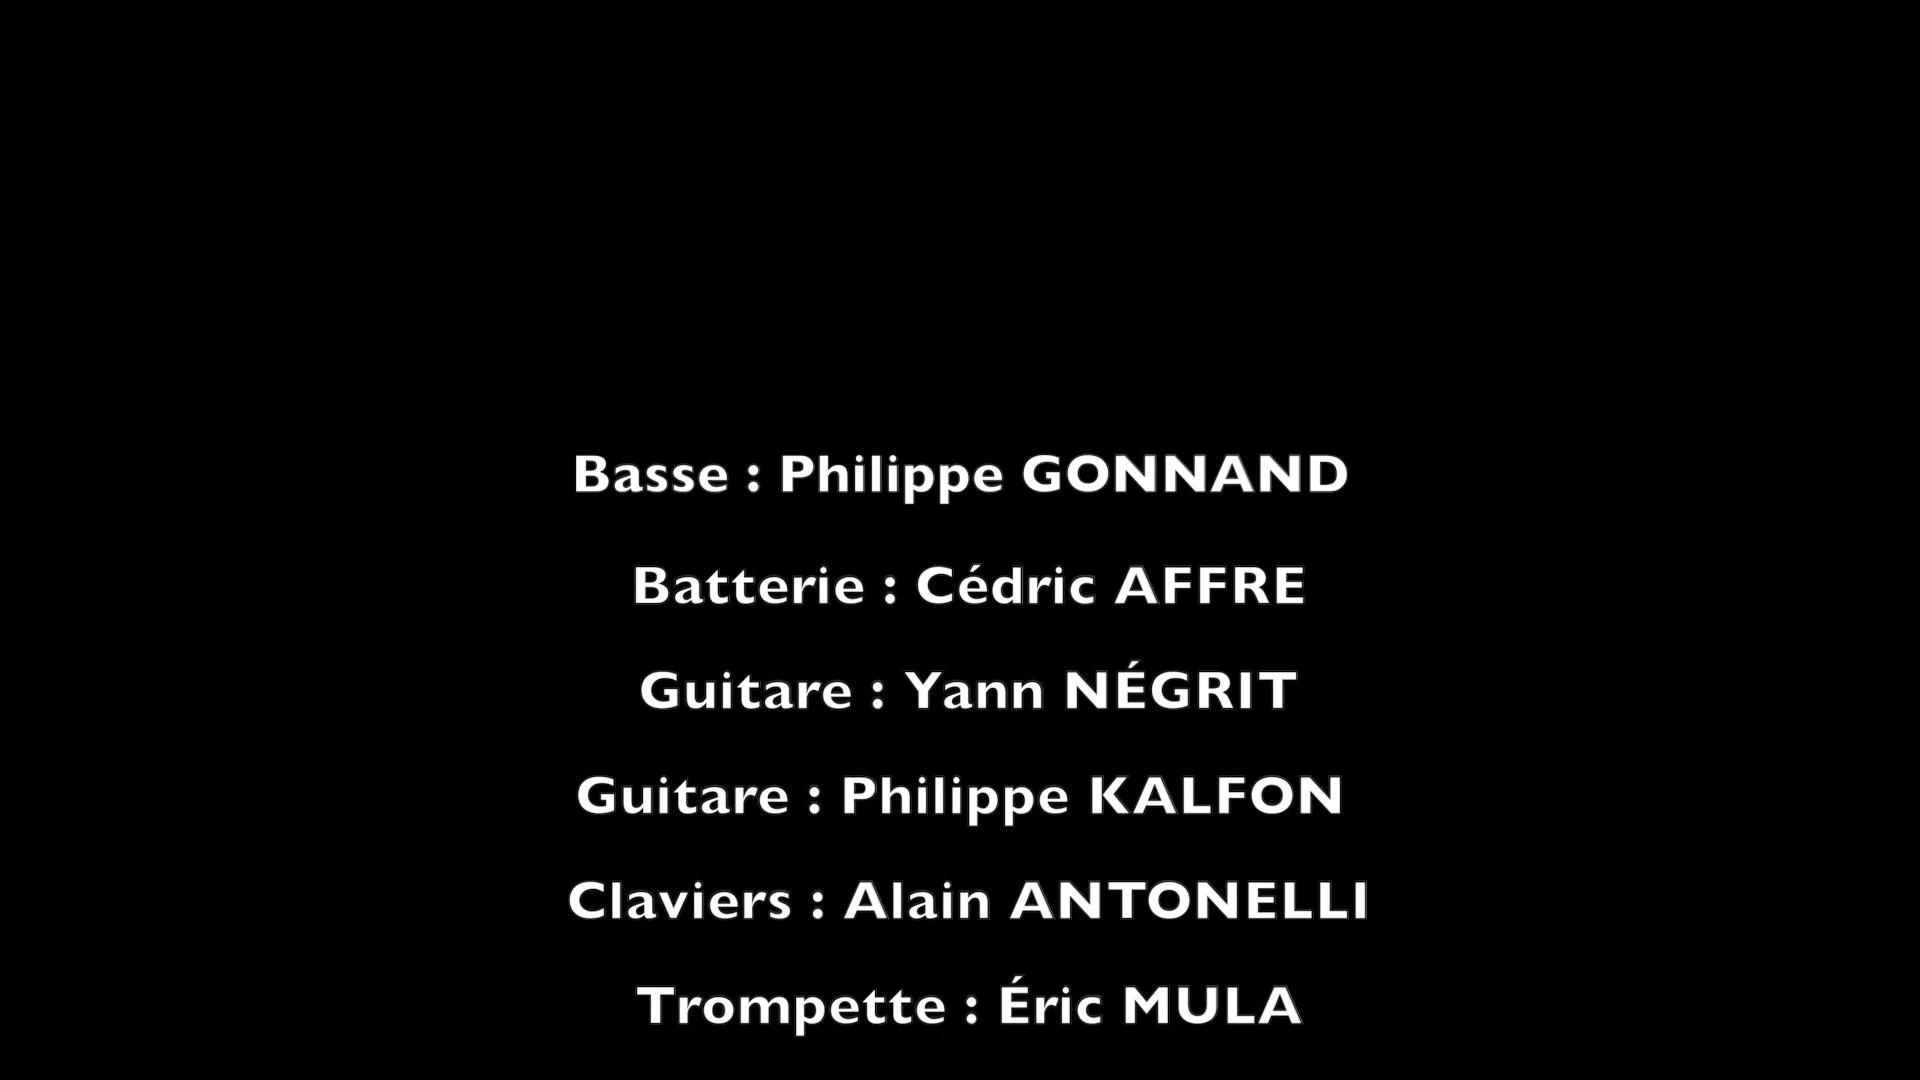 Basse : Philippe GONNAND
Batterie : Cédric AFFRE
Guitare : Yann NÉGRIT
Guitare : Philippe KALFON
Claviers : Alain ANTONELLI
Trompette : Éric MULA